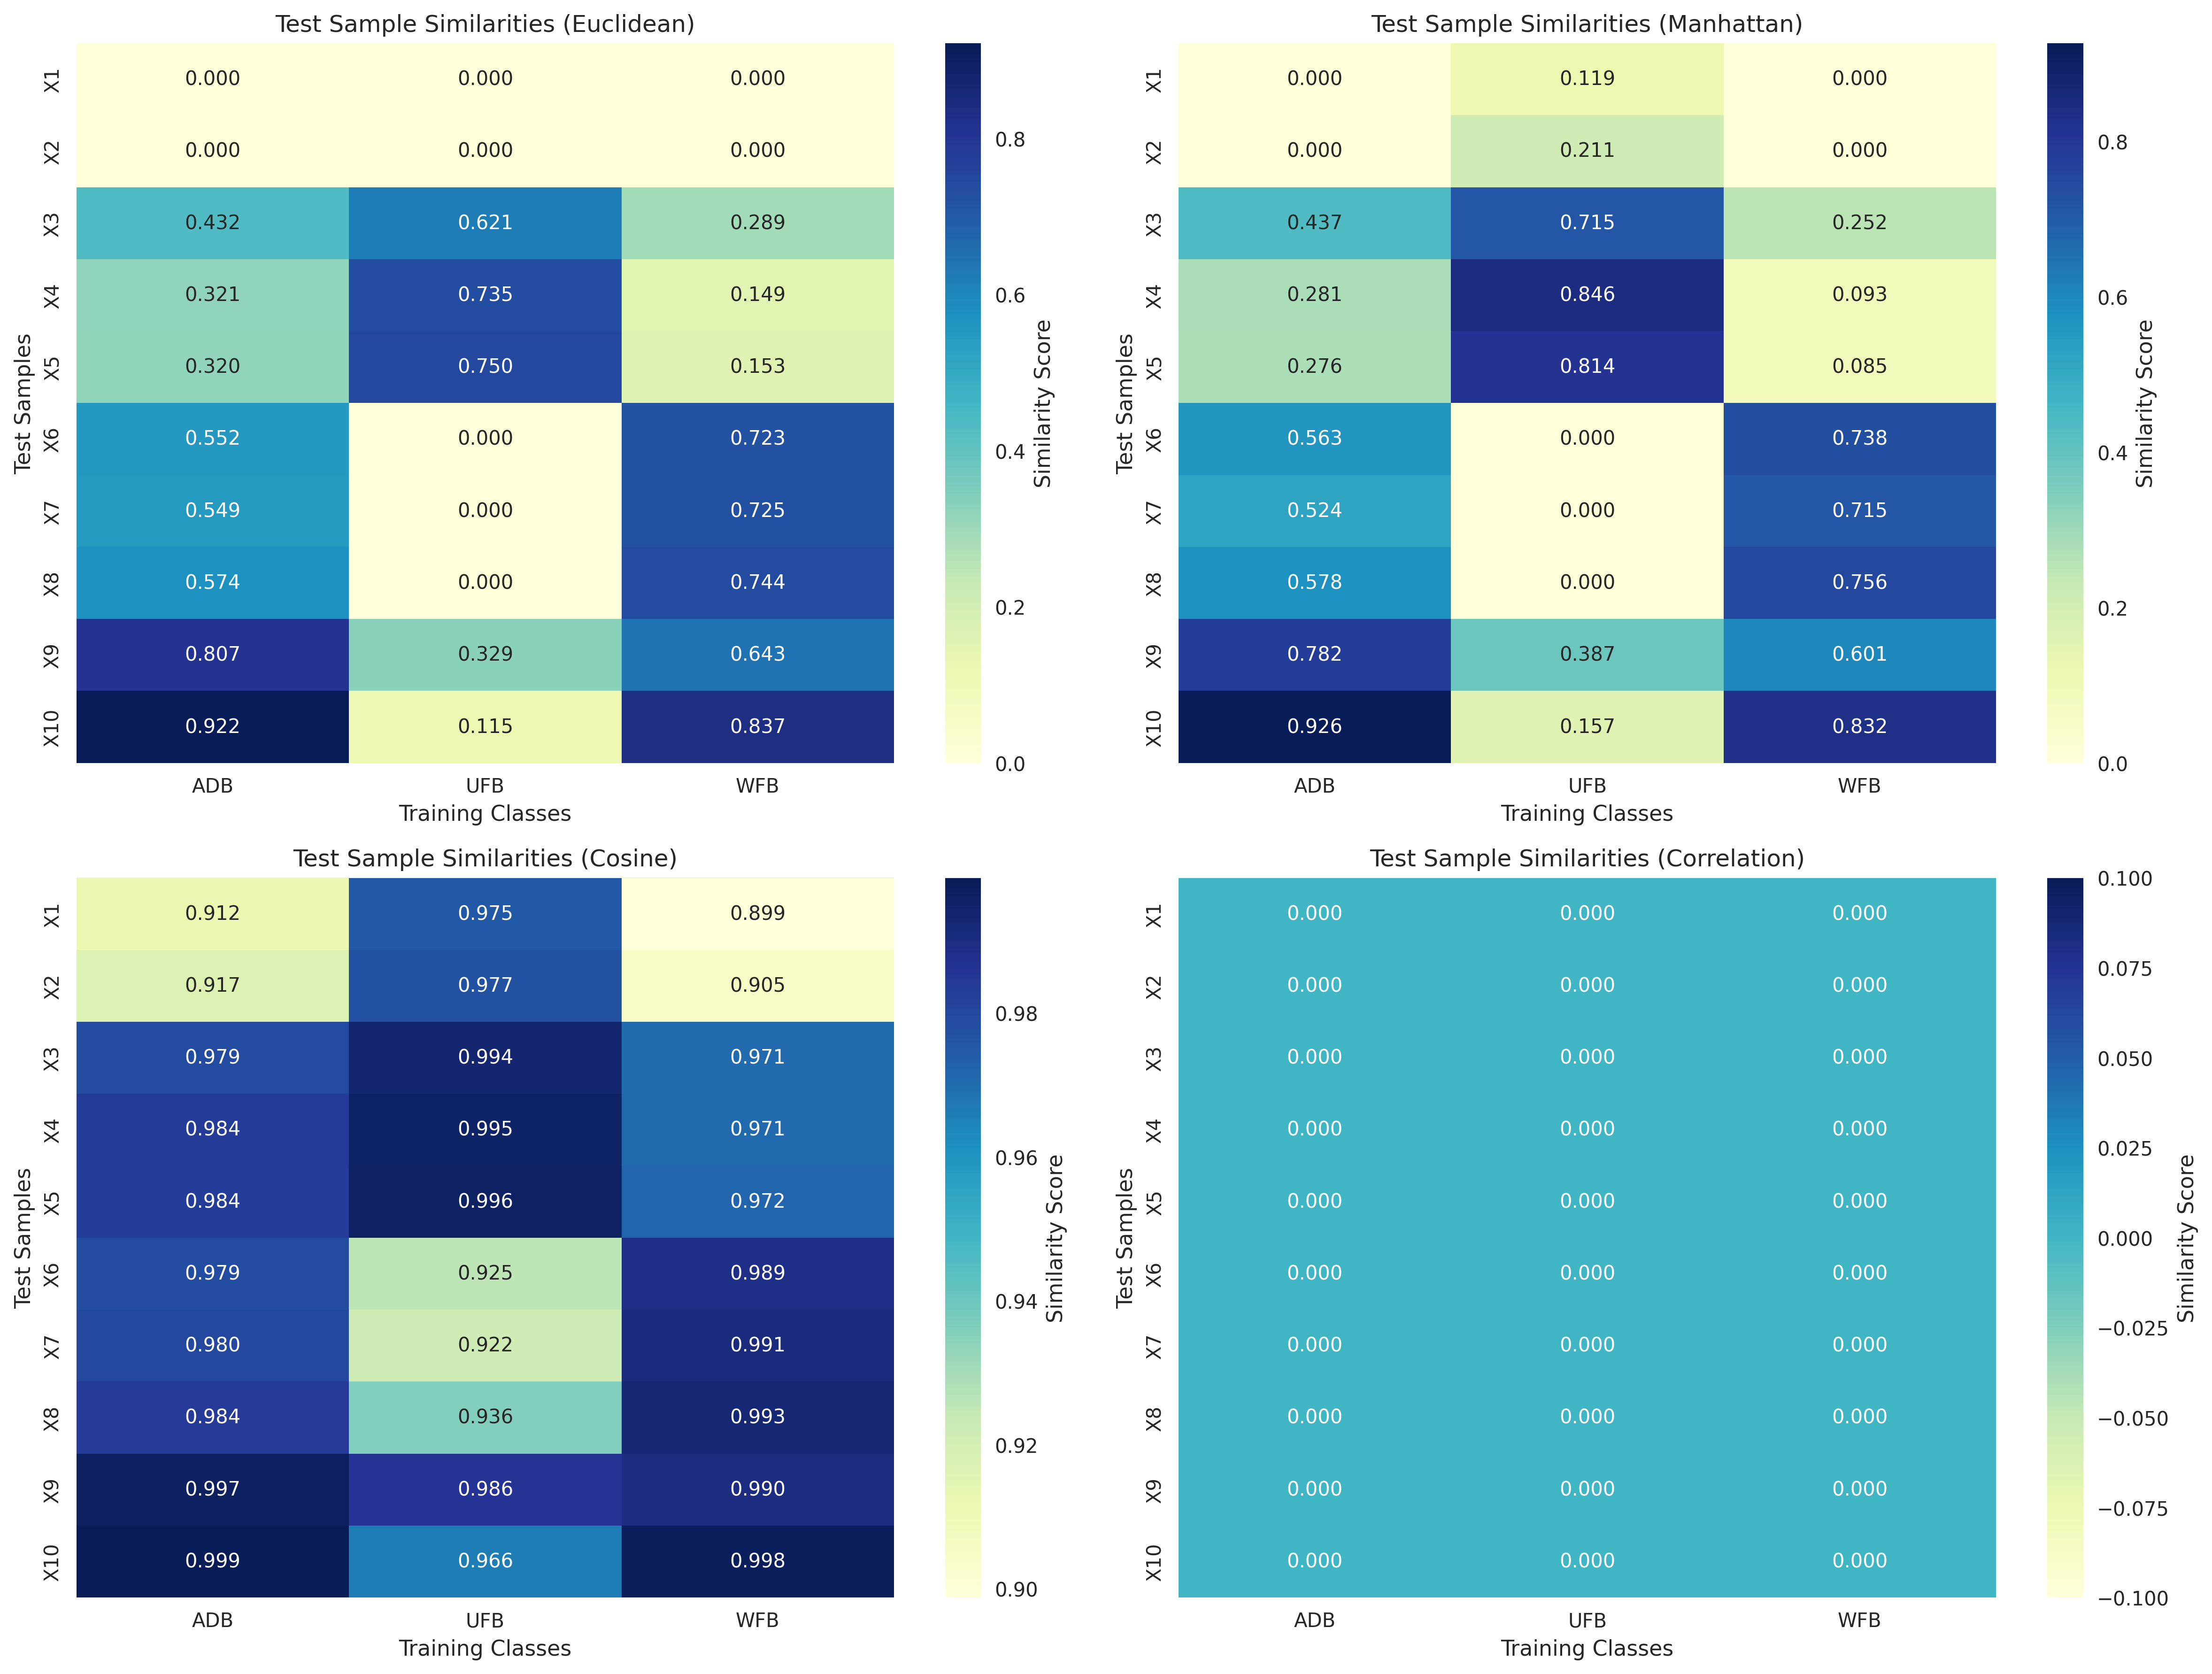 Test Sample Similarities (Euclidean)
X1 0.000 0.000 0.000
X2 0.000 0.000 0.000
X3 0.432 0.621 0.289
X4 0.321 0.735 0.149
X5 0.320 0.750 0.153
X6 0.552 0.000 0.723
X7 0.549 0.000 0.725
X8 0.574 0.000 0.744
X9 0.807 0.329 0.643
X10 0.922 0.115 0.837
Test Samples
ADB UFB WFB
Training Classes
0.8
0.6
0.4
0.2
0.0
Similarity Score
Test Sample Similarities (Manhattan)
X1 0.000 0.119 0.000
X2 0.000 0.211 0.000
X3 0.437 0.715 0.252
X4 0.281 0.846 0.093
X5 0.276 0.814 0.085
X6 0.563 0.000 0.738
X7 0.524 0.000 0.715
X8 0.578 0.000 0.756
X9 0.782 0.387 0.601
X10 0.926 0.157 0.832
Test Samples
ADB UFB WFB
Training Classes
0.8
0.6
0.4
0.2
0.0
Similarity Score
Test Sample Similarities (Cosine)
X1 0.912 0.975 0.899
X2 0.917 0.977 0.905
X3 0.979 0.994 0.971
X4 0.984 0.995 0.971
X5 0.984 0.996 0.972
X6 0.979 0.925 0.989
X7 0.980 0.922 0.991
X8 0.984 0.936 0.993
X9 0.997 0.986 0.990
X10 0.999 0.966 0.998
Test Samples
ADB UFB WFB
Training Classes
0.98
0.96
0.94
0.92
0.90
Similarity Score
Test Sample Similarities (Correlation)
X1 0.000 0.000 0.000
X2 0.000 0.000 0.000
X3 0.000 0.000 0.000
X4 0.000 0.000 0.000
X5 0.000 0.000 0.000
X6 0.000 0.000 0.000
X7 0.000 0.000 0.000
X8 0.000 0.000 0.000
X9 0.000 0.000 0.000
X10 0.000 0.000 0.000
Test Samples
ADB UFB WFB
Training Classes
0.100
0.075
0.050
0.025
0.000
−0.025
−0.050
−0.075
−0.100
Similarity Score